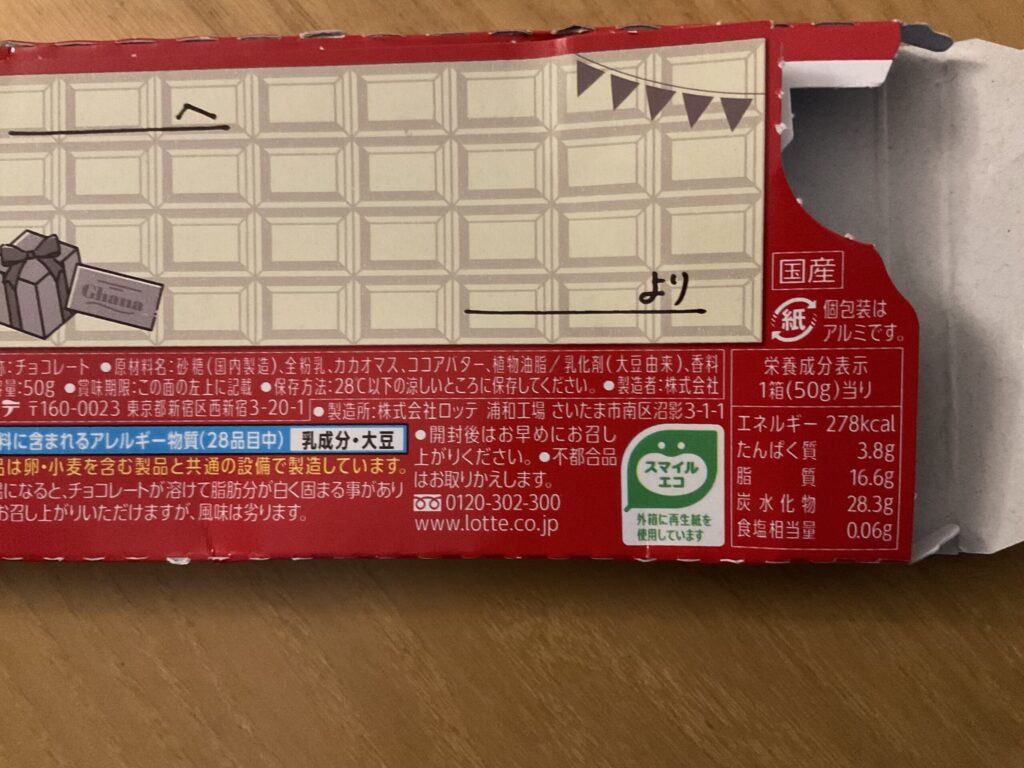 へ
Ghana
より
国産
紙 個包装は
アルミです。
チョコレート ●原材料名：砂糖（国内製造）、全粉乳、カカオマス、ココアバター、植物油脂／乳化剤（大豆由来）、香料
量：50g ●賞味期限：この面の左上に記載 ●保存方法：28℃以下の涼しいところに保存してください。 ●製造者：株式会社
テ 〒160-0023 東京都新宿区西新宿3-20-1 ●製造所：株式会社ロッテ 浦和工場 さいたま市南区沼影3-1-1
料に含まれるアレルギー物質（28品目中） 乳成分・大豆
品は卵・小麦を含む製品と共通の設備で製造しています。
になると、チョコレートが溶けて脂肪分が白く固まる事があり
お召し上がりいただけますが、風味は劣ります。
●開封後はお早めにお召し
上がりください。●不都合品
はお取りかえします。
0120-302-300
www.lotte.co.jp
スマイル
エコ
外箱に再生紙を
使用しています
栄養成分表示
1箱（50g）当り
エネルギー 278kcal
たんぱく質 3.8g
脂質 16.6g
炭水化物 28.3g
食塩相当量 0.06g